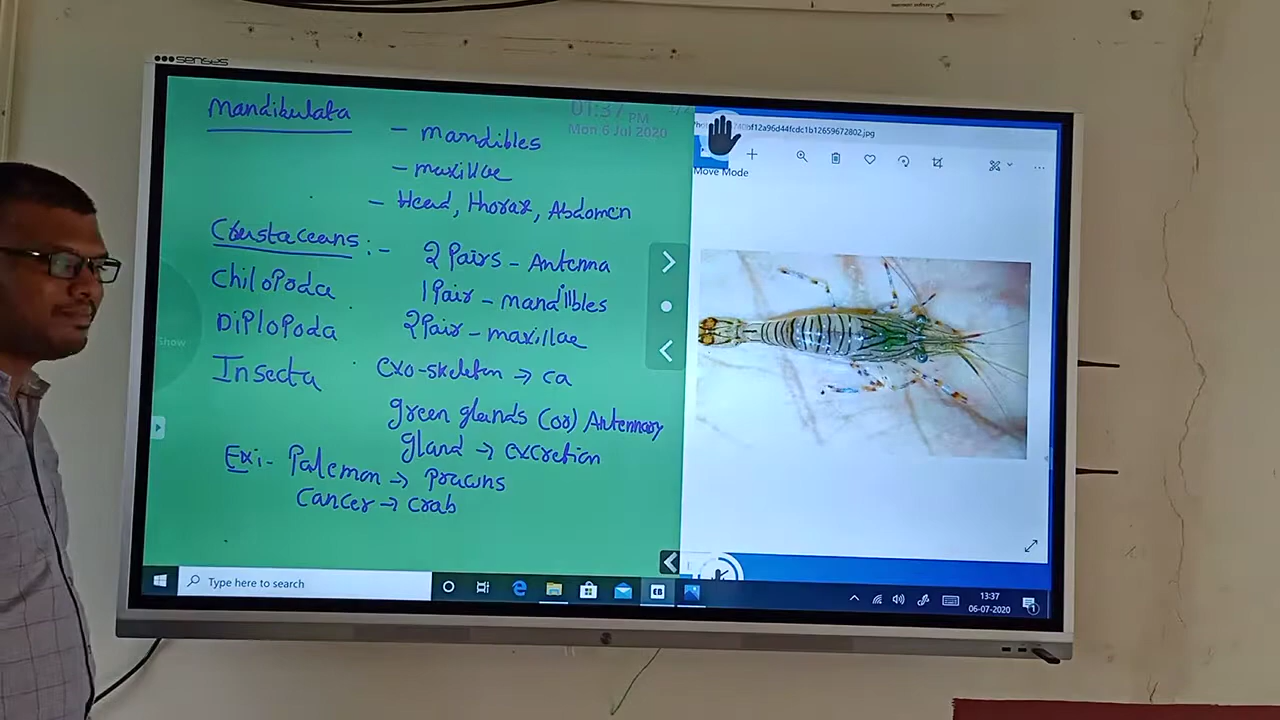 SENSES
Mandibulata
01:37 PM
Mon 6 Jul 2020
- mandibles
- maxillae
- Head, Thorax, Abdomen
Crustaceans :- 2 Pairs - Antenna
Chilopoda 1 Pair - mandibles
Diplopoda 2 Pair - maxillae
Insecta exo-skeleton → ca
green glands (or) Antennary
gland → excretion
Ex:- Palemon → Prawns
Cancer → Crab
Show
Move Mode
Type here to search
13:37
06-07-2020